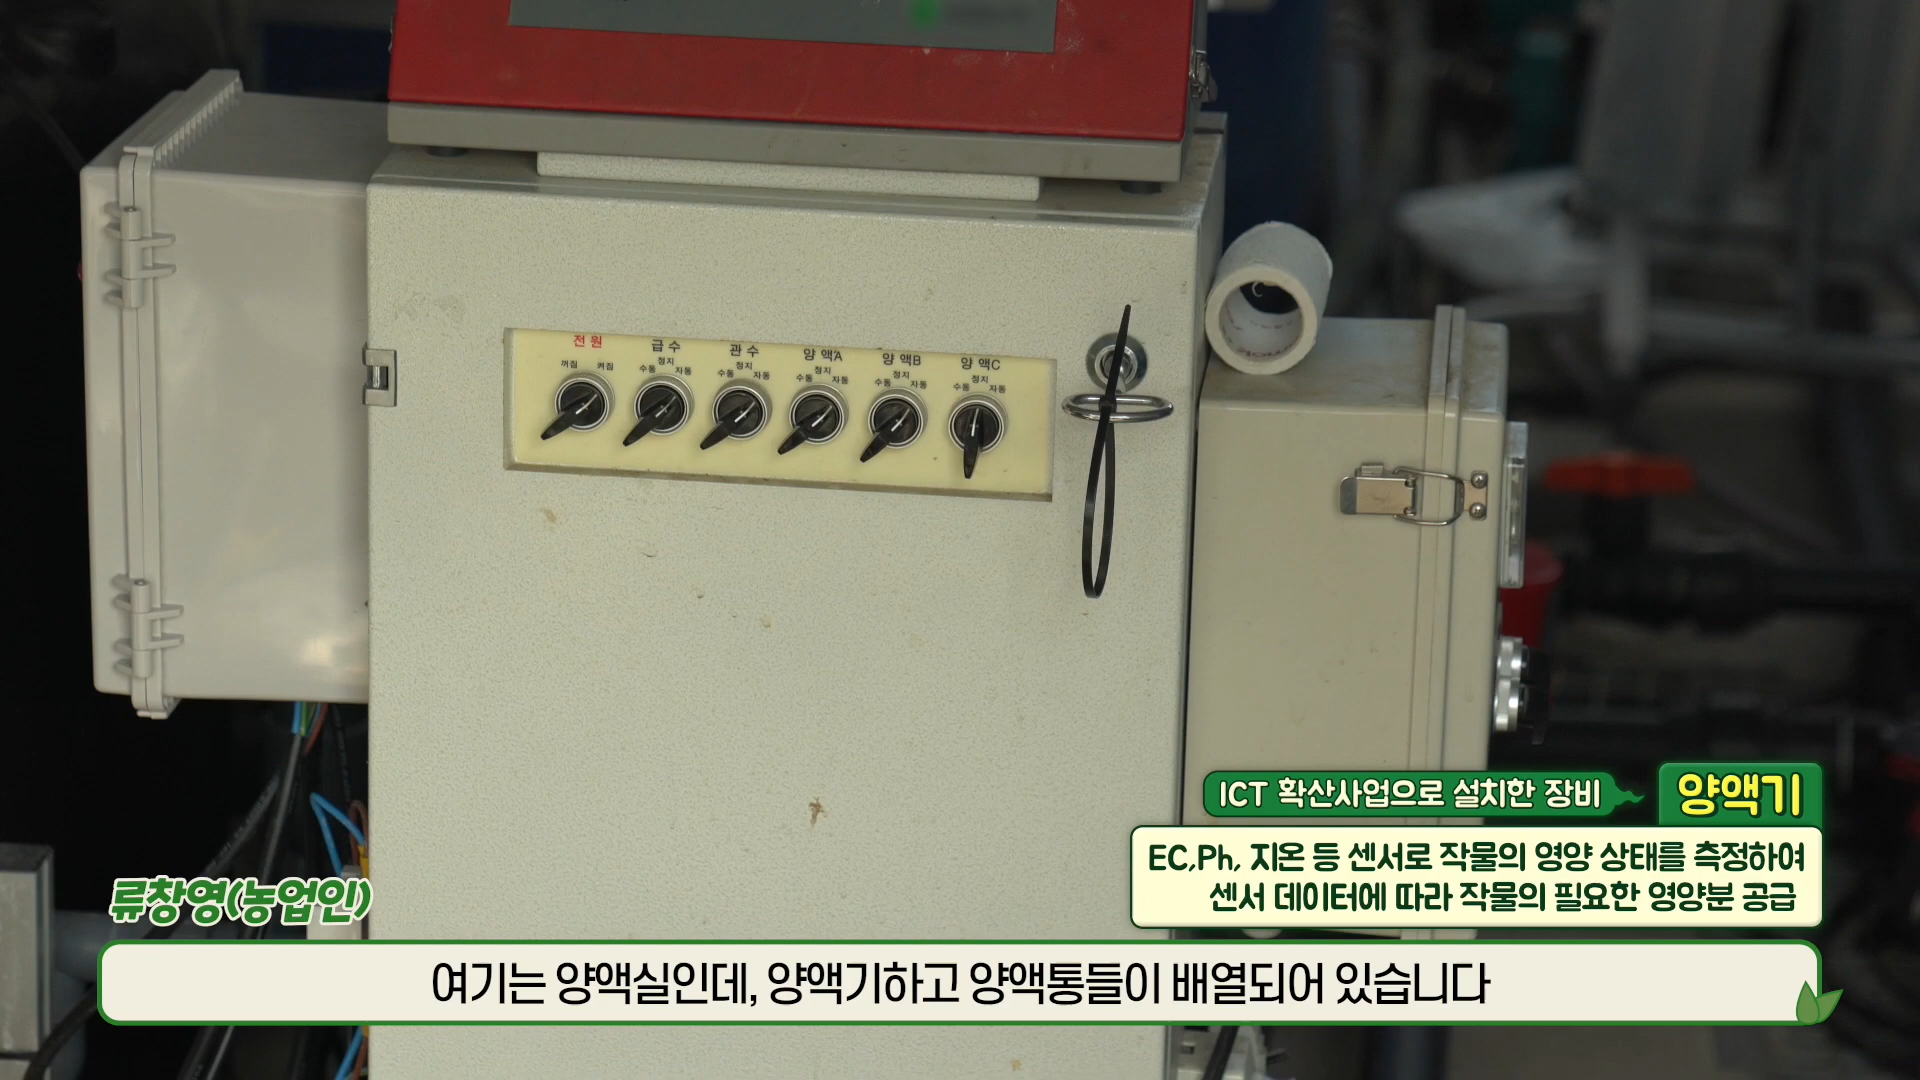 전원
꺼짐 켜짐
급수
정지
수동 자동
관수
정지
수동 자동
양액A
정지
수동 자동
양액B
정지
수동 자동
양액C
정지
수동 자동
ICT 확산사업으로 설치한 장비
양액기
EC,Ph, 지온 등 센서로 작물의 영양 상태를 측정하여
센서 데이터에 따라 작물의 필요한 영양분 공급
류창영(농업인)
여기는 양액실인데, 양액기하고 양액통들이 배열되어 있습니다